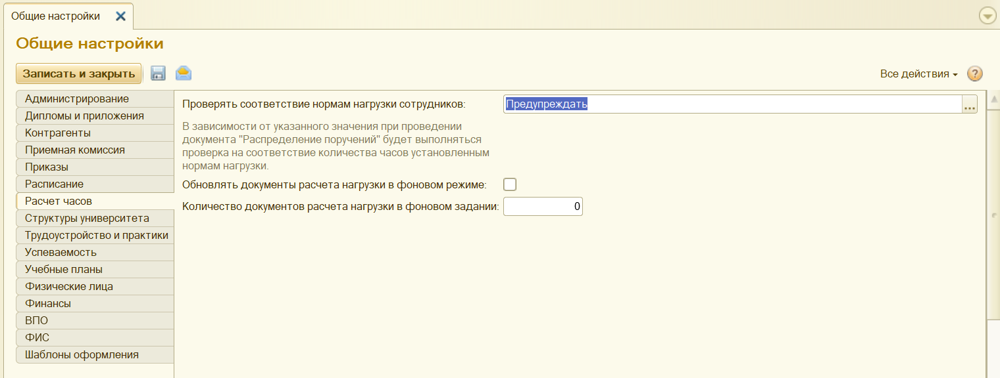 Общие настройки
Общие настройки
Записать и закрыть
Все действия
?
Администрирование
Дипломы и приложения
Контрагенты
Приемная комиссия
Приказы
Расписание
Расчет часов
Структуры университета
Трудоустройство и практики
Успеваемость
Учебные планы
Физические лица
Финансы
ВПО
ФИС
Шаблоны оформления
Проверять соответствие нормам нагрузки сотрудников:
Предупреждать
...
В зависимости от указанного значения при проведении
документа "Распределение поручений" будет выполняться
проверка на соответствие количества часов установленным
нормам нагрузки.
Обновлять документы расчета нагрузки в фоновом режиме:
Количество документов расчета нагрузки в фоновом задании:
0